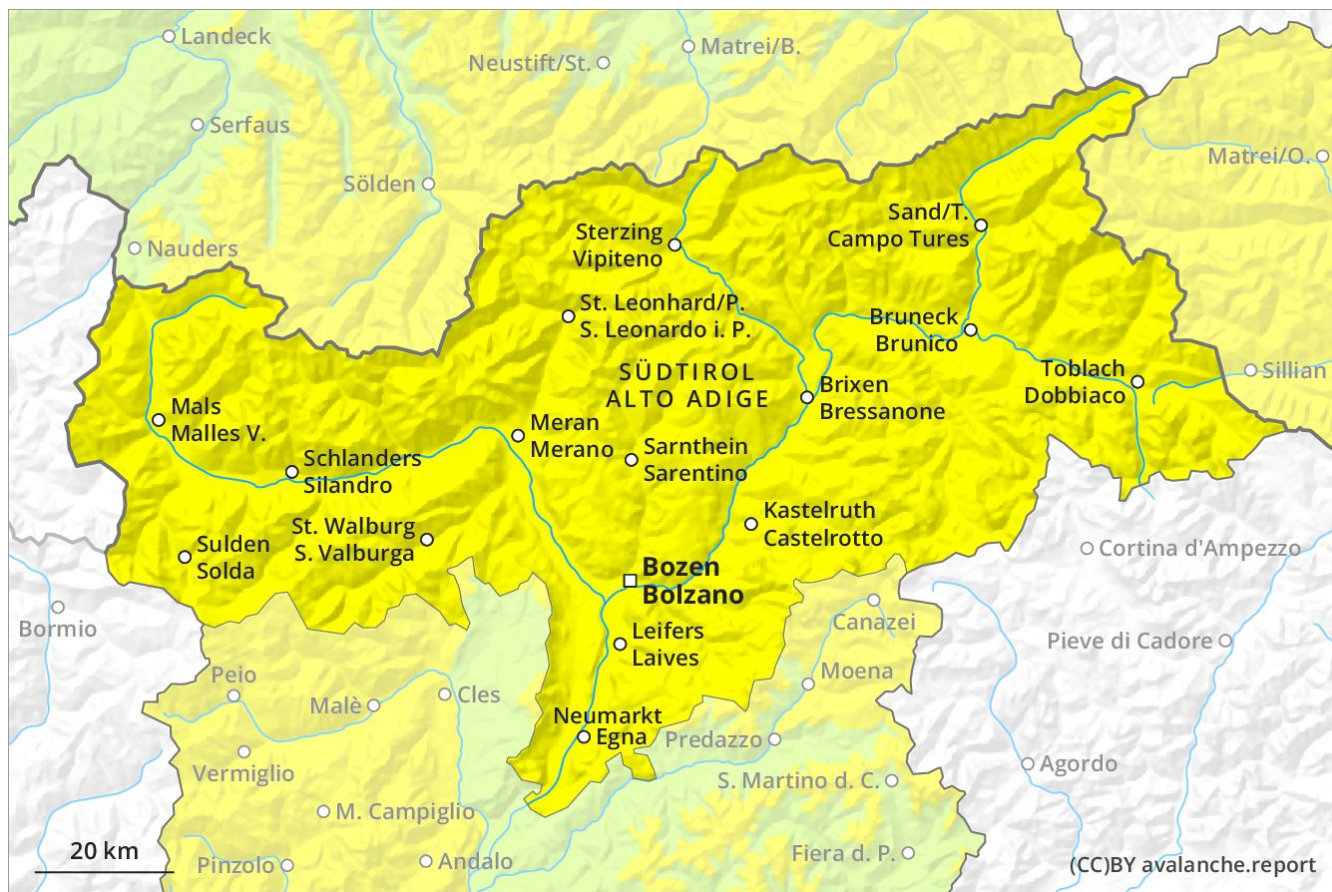 Landeck
Matrei/B.
Neustift/St.
Serfaus
Matrei/O.
Sölden
Sand/T.
Campo Tures
Sterzing
Vipiteno
Nauders
St. Leonhard/P.
S. Leonardo i. P.
Bruneck
Brunico
SÜDTIROL
ALTO ADIGE
Toblach
Dobbiaco
Sillian
Brixen
Bressanone
Mals
Malles V.
Meran
Merano
Sarnthein
Sarentino
Schlanders
Silandro
Kastelruth
Castelrotto
St. Walburg
S. Valburga
Sulden
Solda
Cortina d'Ampezzo
Bozen
Bolzano
Bormio
Canazei
Leifers
Laives
Pieve di Cadore
Peio
Moena
Malè
Cles
Neumarkt
Egna
Predazzo
Vermiglio
Agordo
S. Martino d. C.
M. Campiglio
20 km
Pinzolo
Andalo
Fiera d. P.
(CC)BY avalanche.report